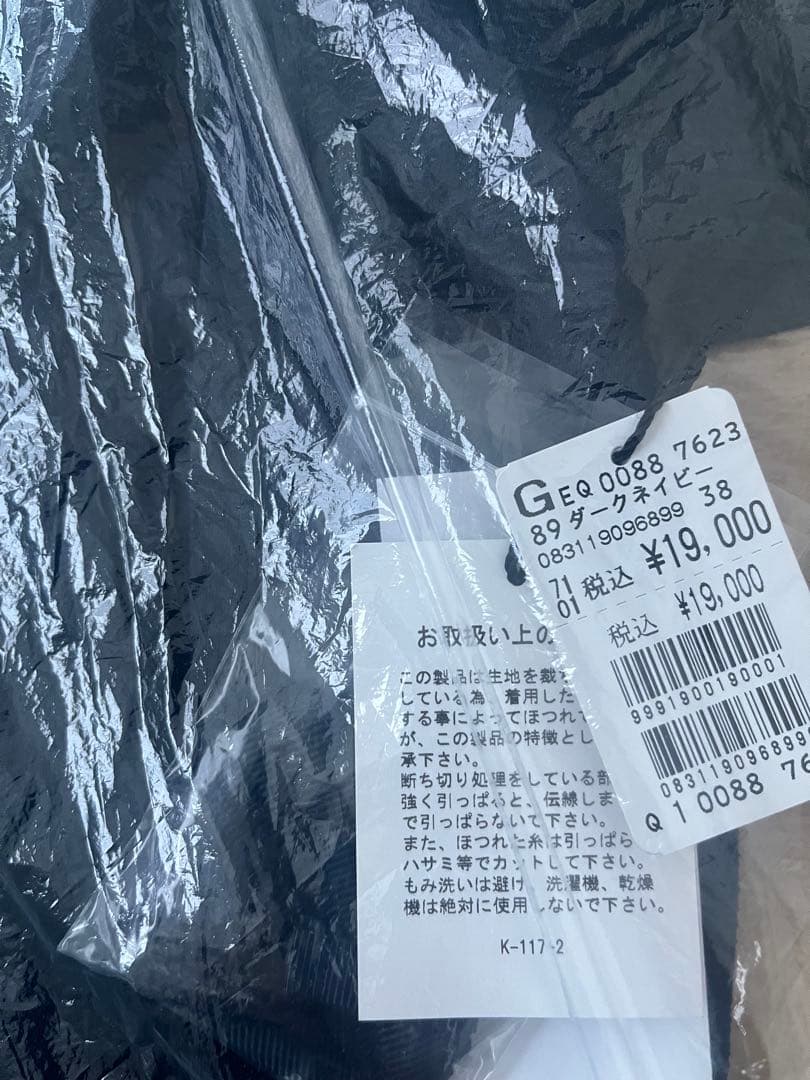 GEQ 0088 7623
89 ダークネイビー
083119096899 38
71
01 税込 ¥19,000
税込 ¥19,000
9991900190001
083119096899
Q 1 0088 76
お取扱い上の
この製品は生地を裁
している為、着用した
する事によってほつれ
が、この製品の特徴とし
承下さい。
断ち切り処理をしている部
強く引っぱると、伝線しま
で引っぱらないで下さい。
また、ほつれた糸は引っぱら
ハサミ等でカットして下さい。
もみ洗いは避け、洗濯機、乾燥
機は絶対に使用しないで下さい。
K-117-2